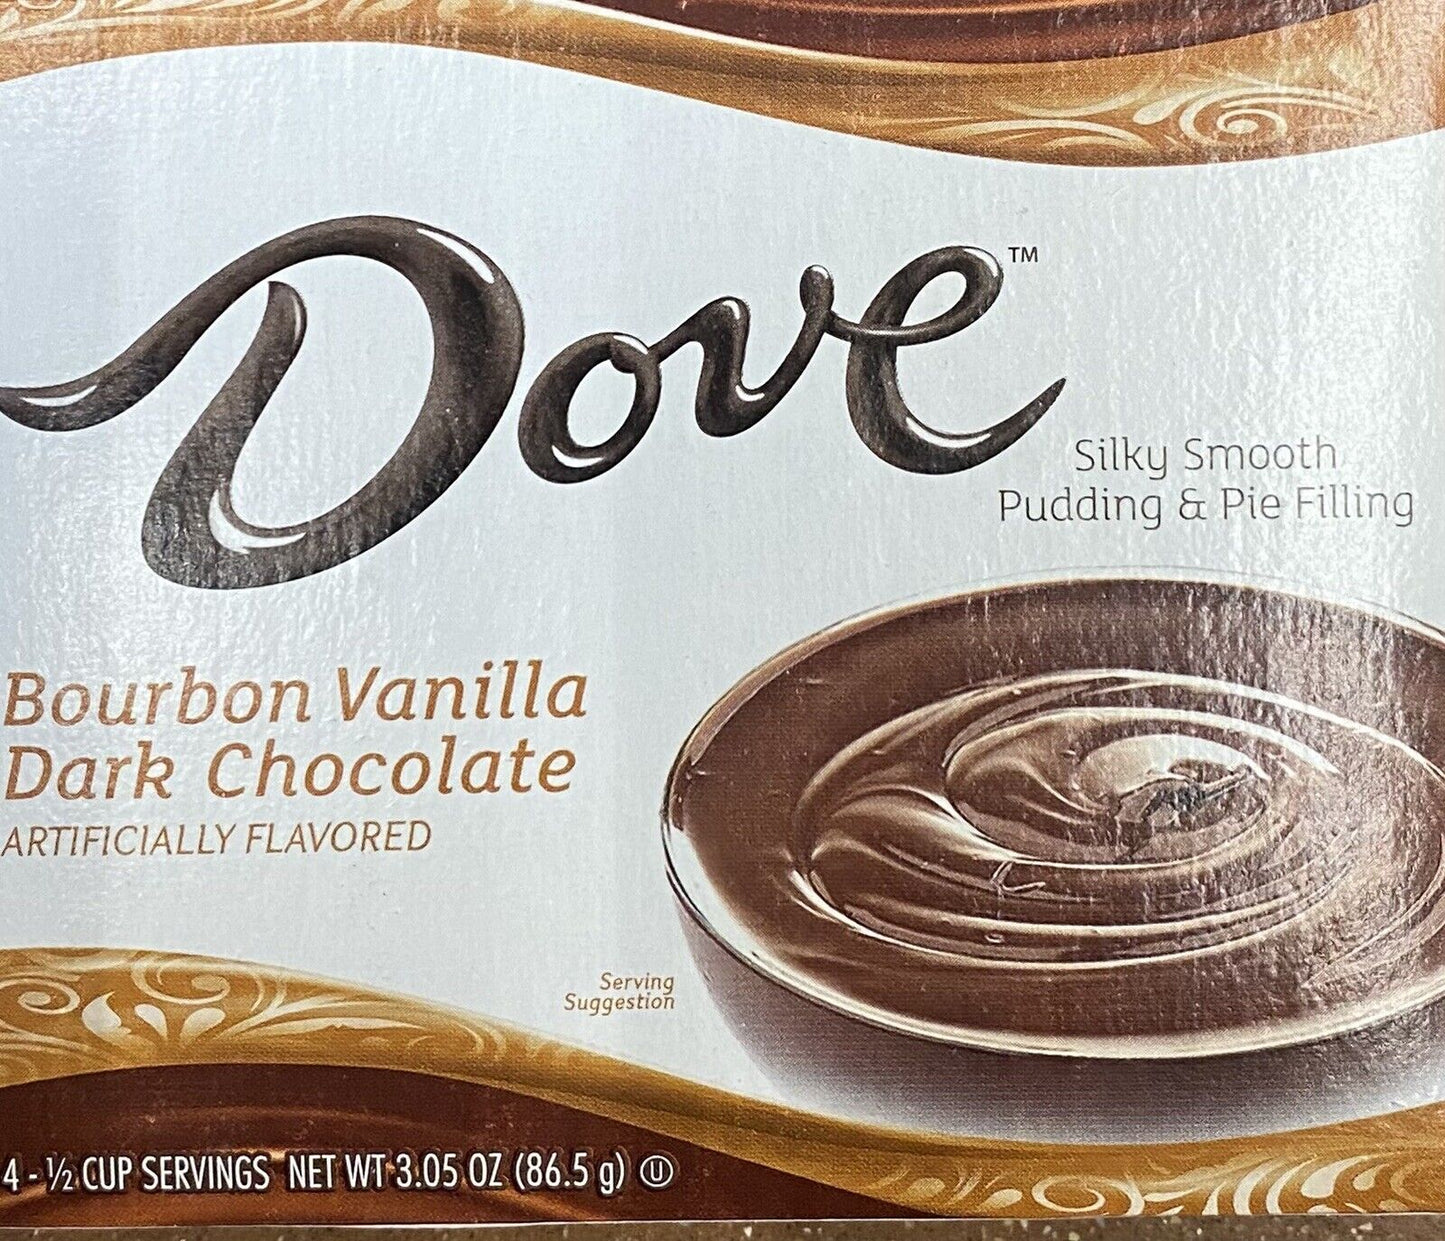 Dove™
Silky Smooth
Pudding & Pie Filling
Bourbon Vanilla
Dark Chocolate
ARTIFICIALLY FLAVORED
Serving
Suggestion
4 - ½ CUP SERVINGS NET WT 3.05 OZ (86.5 g) Ⓤ